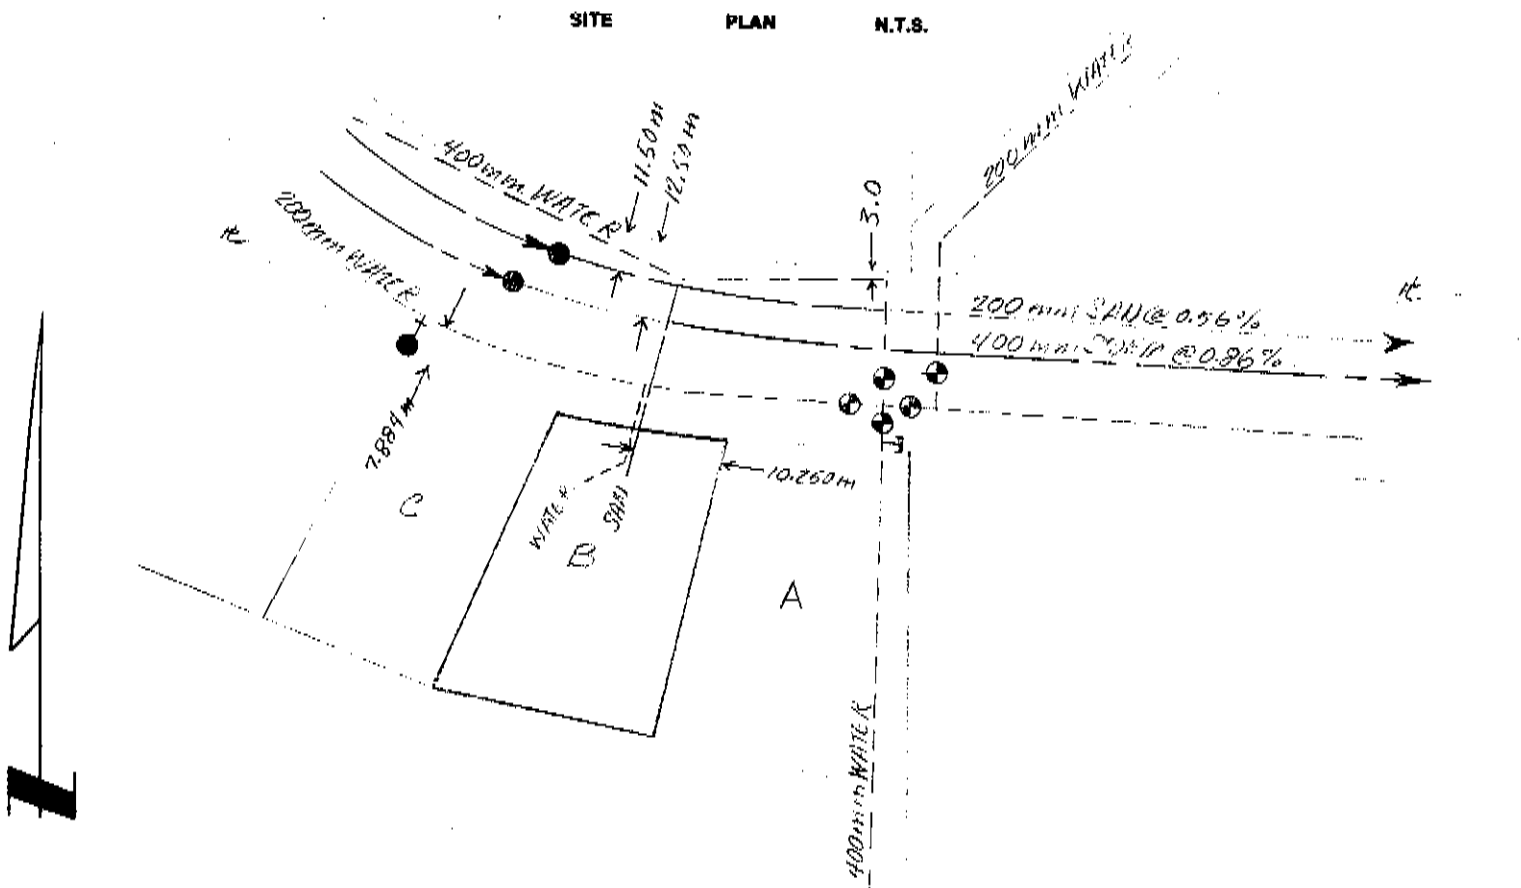 SITE PLAN N.T.S.
200mm WATER
400mm WATER
11.50m
12.50m
3.0
200mm WATER
200mm SAN @ 0.56%
400mm @ 0.86%
7.884m
10.260m
C
WATER
SAN
B
A
400mm WATER